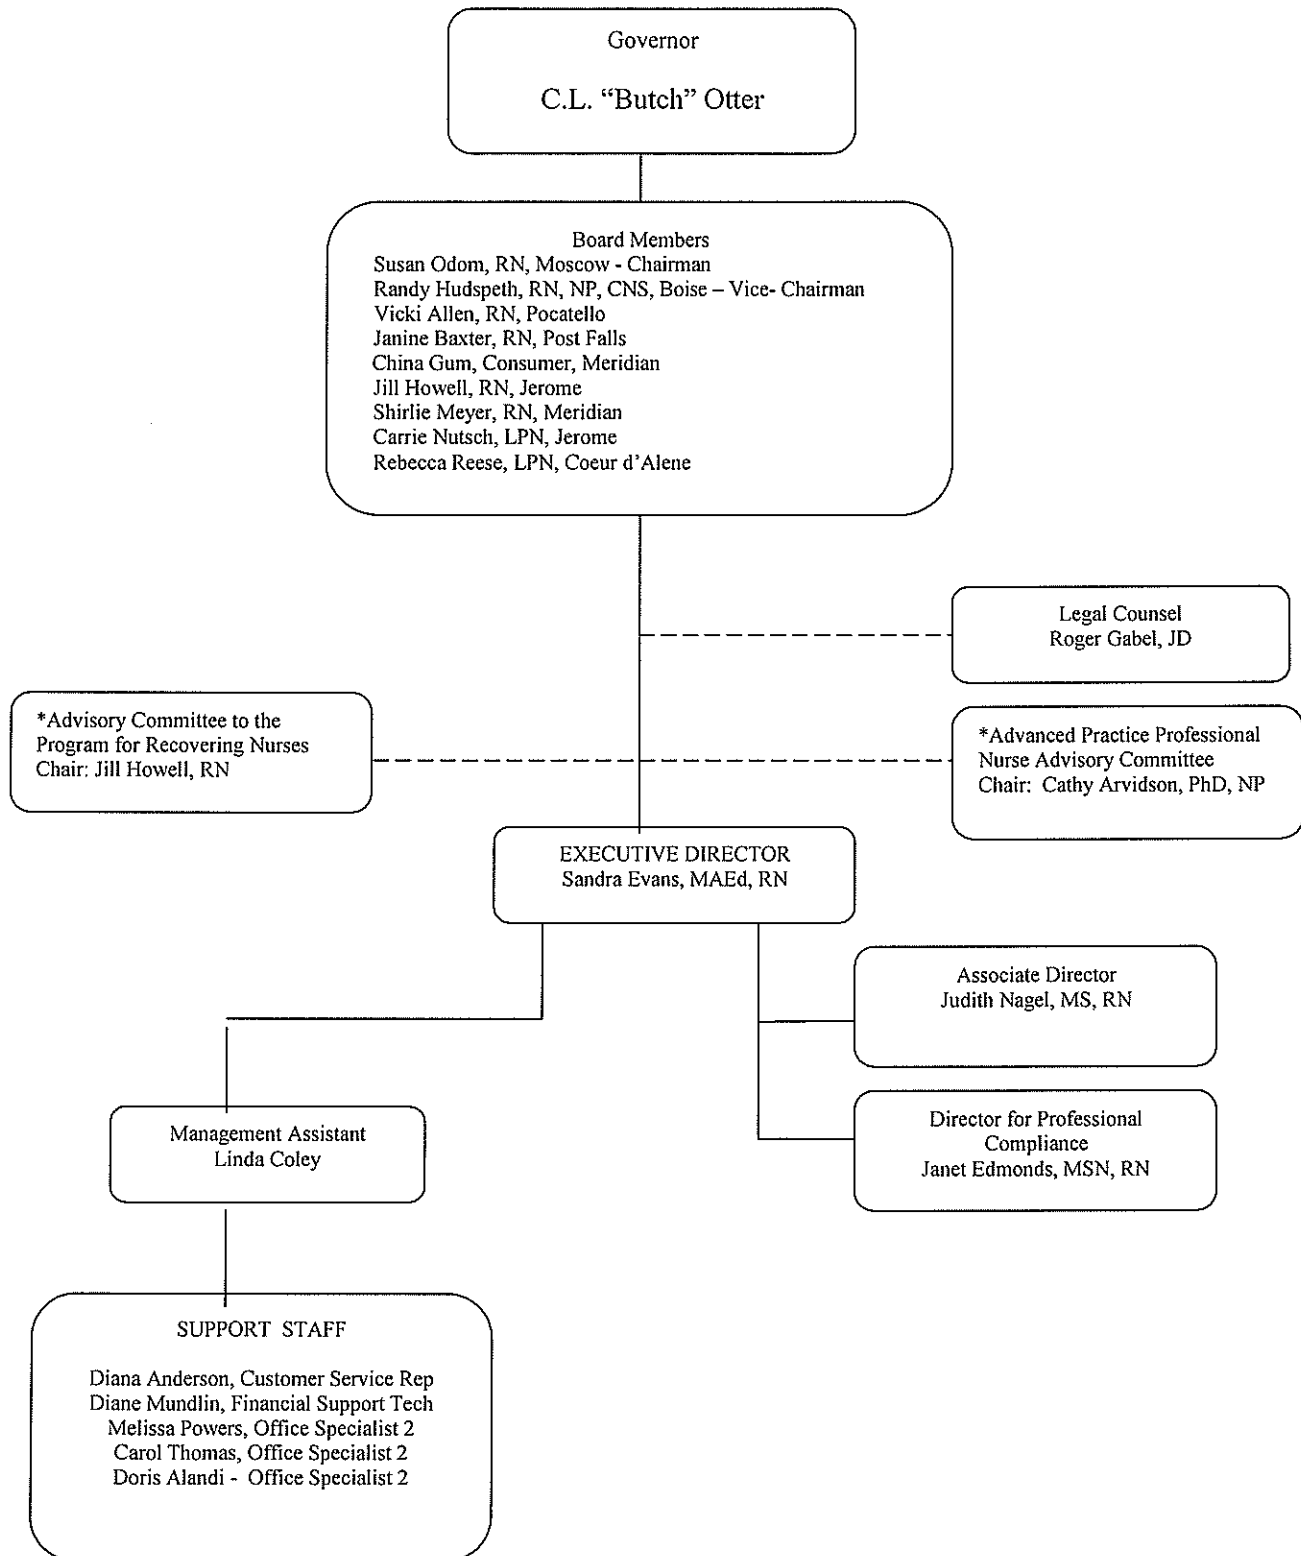 Governor
C.L. “Butch” Otter
Board Members
Susan Odom, RN, Moscow - Chairman
Randy Hudspeth, RN, NP, CNS, Boise – Vice- Chairman
Vicki Allen, RN, Pocatello
Janine Baxter, RN, Post Falls
China Gum, Consumer, Meridian
Jill Howell, RN, Jerome
Shirlie Meyer, RN, Meridian
Carrie Nutsch, LPN, Jerome
Rebecca Reese, LPN, Coeur d’Alene
Legal Counsel
Roger Gabel, JD
*Advisory Committee to the
Program for Recovering Nurses
Chair: Jill Howell, RN
*Advanced Practice Professional
Nurse Advisory Committee
Chair: Cathy Arvidson, PhD, NP
EXECUTIVE DIRECTOR
Sandra Evans, MAEd, RN
Associate Director
Judith Nagel, MS, RN
Management Assistant
Linda Coley
Director for Professional
Compliance
Janet Edmonds, MSN, RN
SUPPORT STAFF
Diana Anderson, Customer Service Rep
Diane Mundlin, Financial Support Tech
Melissa Powers, Office Specialist 2
Carol Thomas, Office Specialist 2
Doris Alandi - Office Specialist 2